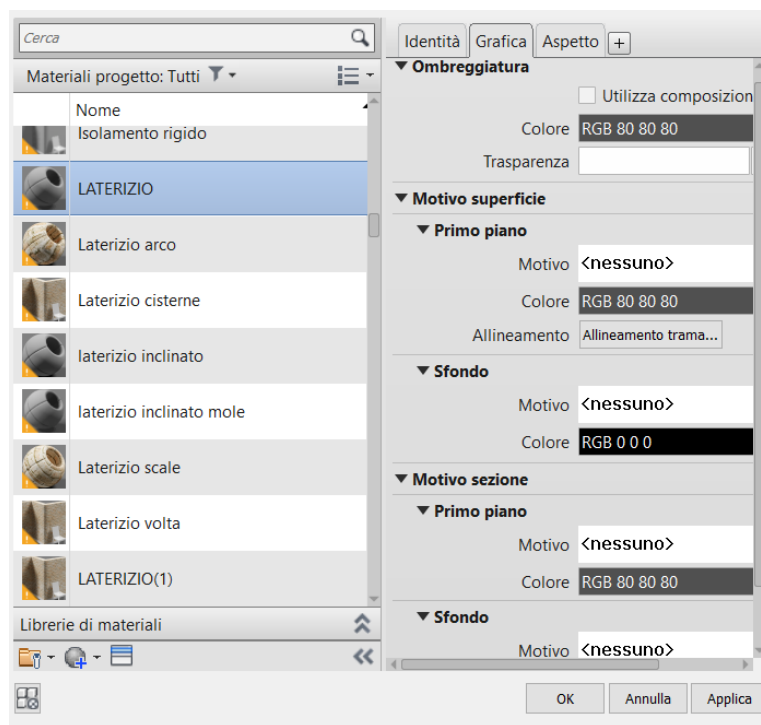 Cerca
Materiali progetto: Tutti
Nome
Isolamento rigido
LATERIZIO
Laterizio arco
Laterizio cisterne
laterizio inclinato
laterizio inclinato mole
Laterizio scale
Laterizio volta
LATERIZIO(1)
Librerie di materiali
Identità Grafica Aspetto +
Ombreggiatura
Utilizza composizion
Colore RGB 80 80 80
Trasparenza
Motivo superficie
Primo piano
Motivo <nessuno>
Colore RGB 80 80 80
Allineamento Allineamento trama...
Sfondo
Motivo <nessuno>
Colore RGB 0 0 0
Motivo sezione
Primo piano
Motivo <nessuno>
Colore RGB 80 80 80
Sfondo
Motivo <nessuno>
OK Annulla Applica